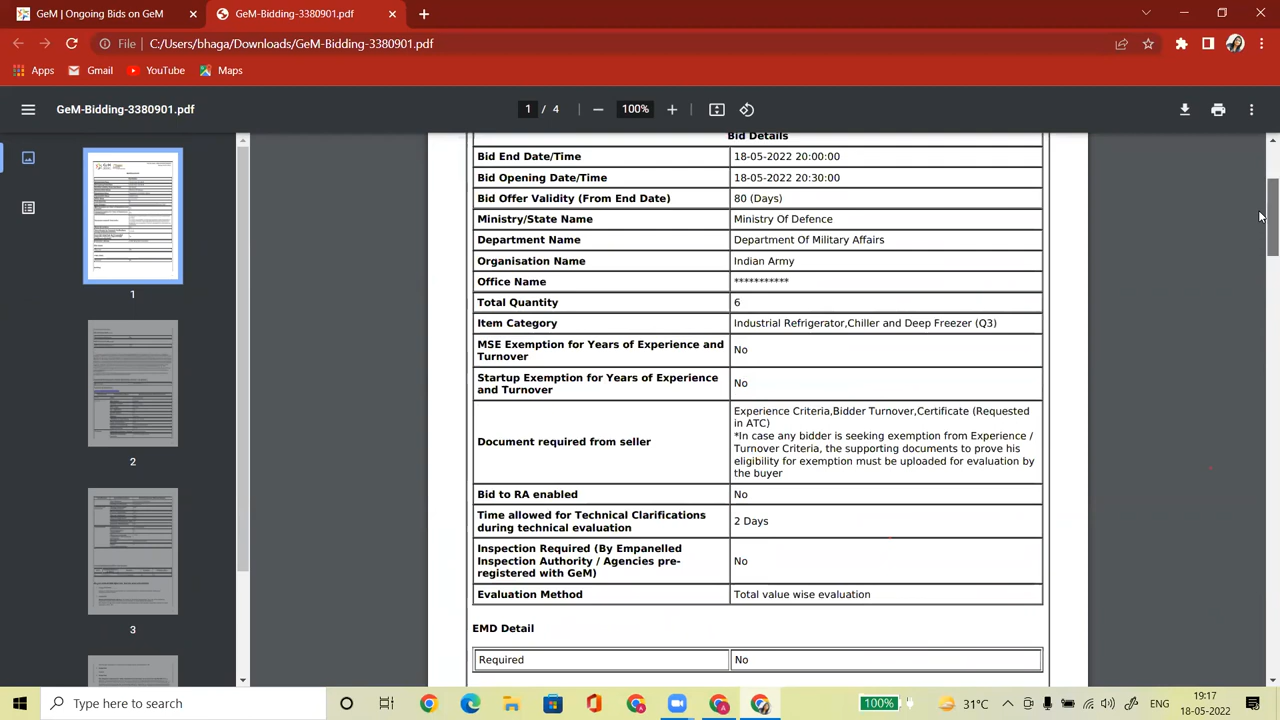 GeM | Ongoing Bids on GeM
GeM-Bidding-3380901.pdf
File
C:/Users/bhaga/Downloads/GeM-Bidding-3380901.pdf
Apps
Gmail
YouTube
Maps
GeM-Bidding-3380901.pdf
1 / 4
100%
1
2
3
Bid Details
Bid End Date/Time 18-05-2022 20:00:00
Bid Opening Date/Time 18-05-2022 20:30:00
Bid Offer Validity (From End Date) 80 (Days)
Ministry/State Name Ministry Of Defence
Department Name Department Of Military Affairs
Organisation Name Indian Army
Office Name ***********
Total Quantity 6
Item Category Industrial Refrigerator,Chiller and Deep Freezer (Q3)
MSE Exemption for Years of Experience and
Turnover
No
Startup Exemption for Years of Experience
and Turnover
No
Document required from seller
Experience Criteria,Bidder Turnover,Certificate (Requested
in ATC)
*In case any bidder is seeking exemption from Experience /
Turnover Criteria, the supporting documents to prove his
eligibility for exemption must be uploaded for evaluation by
the buyer
Bid to RA enabled No
Time allowed for Technical Clarifications
during technical evaluation
2 Days
Inspection Required (By Empanelled
Inspection Authority / Agencies pre-
registered with GeM)
No
Evaluation Method Total value wise evaluation
EMD Detail
Required No
Type here to search
100%
31°C
ENG
19:17
18-05-2022